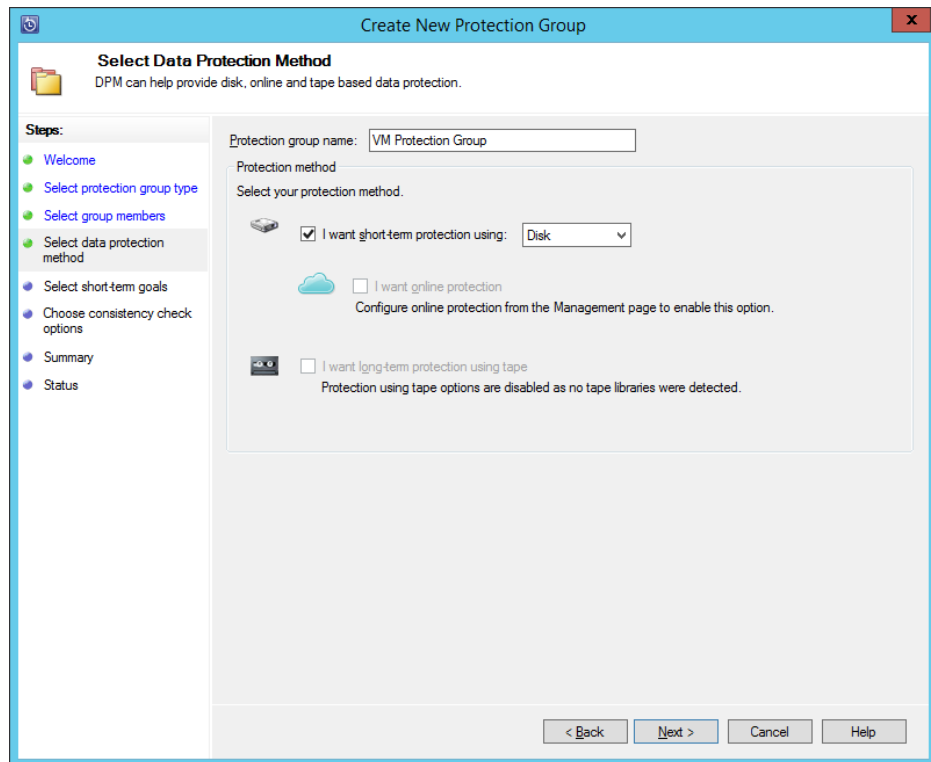 Create New Protection Group
x
Select Data Protection Method
DPM can help provide disk, online and tape based data protection.
Steps:
Welcome
Select protection group type
Select group members
Select data protection
method
Select short-term goals
Choose consistency check
options
Summary
Status
Protection group name: VM Protection Group
Protection method
Select your protection method.
I want short-term protection using: Disk
I want online protection
Configure online protection from the Management page to enable this option.
I want long-term protection using tape
Protection using tape options are disabled as no tape libraries were detected.
< Back Next > Cancel Help